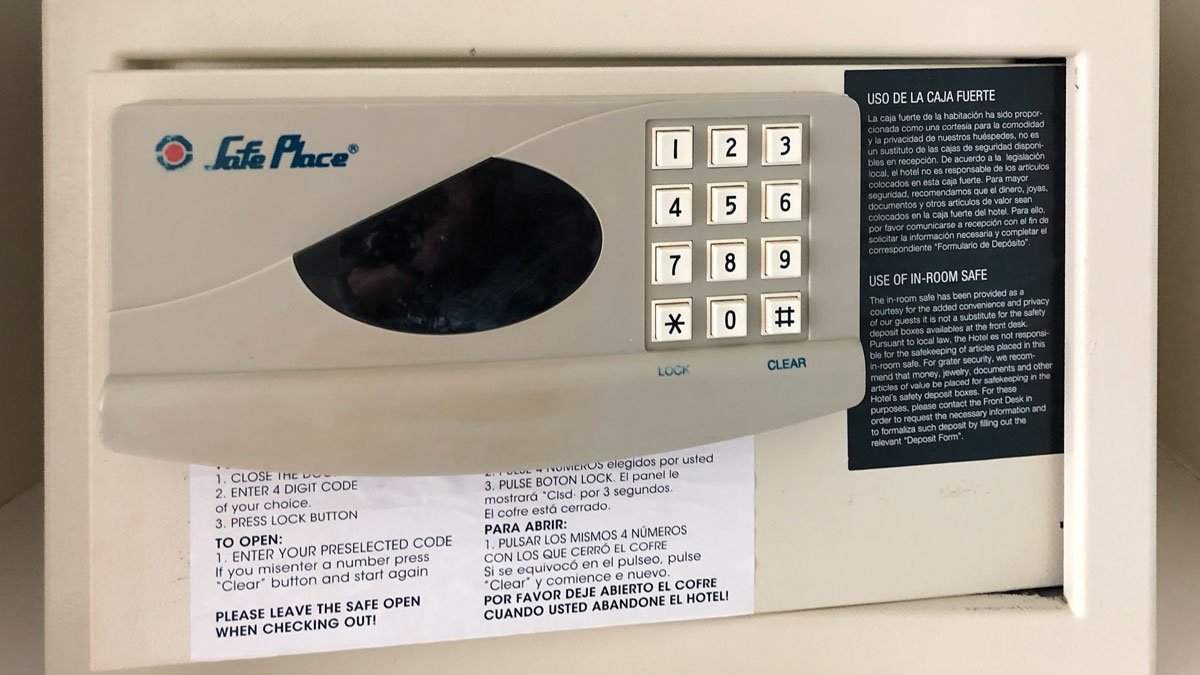 Safe Place®
1 2 3
4 5 6
7 8 9
* 0 #
LOCK CLEAR
USO DE LA CAJA FUERTE
La caja fuerte de la habitación ha sido propor-
cionada como una cortesía para la comodidad
y la privacidad de nuestros huéspedes, no es
un sustituto de las cajas de seguridad disponi-
bles en recepción. De acuerdo a la legislación
local, el hotel no es responsable de los artículos
colocados en esta caja fuerte. Para mayor
seguridad, recomendamos que el dinero, joyas,
documentos y otros artículos de valor sean
colocados en la caja fuerte del hotel. Para ello,
por favor comunicarse a recepción con el fin de
solicitar la información necesaria y completar el
correspondiente "Formulario de Depósito".
USE OF IN-ROOM SAFE
The in-room safe has been provided as a
courtesy for the added convenience and privacy
of our guests it is not a substitute for the safety
deposit boxes availables at the front desk.
Pursuant to local law, the Hotel es not responsi-
ble for the safekeeping of articles placed in this
in-room safe. For grater security, we recom-
mend that money, jewelry, documents and other
articles of value be placed for safekeeping in the
Hotel's safety deposit boxes. For these
purposes, please contact the Front Desk in
order to request the necessary information and
to formaliza such deposit by filling out the
relevant "Deposit Form".
1. CLOSE THE
2. ENTER 4 DIGIT CODE
of your choice.
3. PRESS LOCK BUTTON
TO OPEN:
1. ENTER YOUR PRESELECTED CODE
If you misenter a number press
"Clear" button and start again
PLEASE LEAVE THE SAFE OPEN
WHEN CHECKING OUT!
2. PULSE 4 NÚMEROS elegidos por usted
3. PULSE BOTON LOCK. El panel le
mostrará "Clsd· por 3 segundos.
El cofre está cerrado.
PARA ABRIR:
1. PULSAR LOS MISMOS 4 NÚMEROS
CON LOS QUE CERRÓ EL COFRE
Si se equivocó en el pulseo, pulse
"Clear" y comience e nuevo.
POR FAVOR DEJE ABIERTO EL COFRE
CUANDO USTED ABANDONE EL HOTEL!